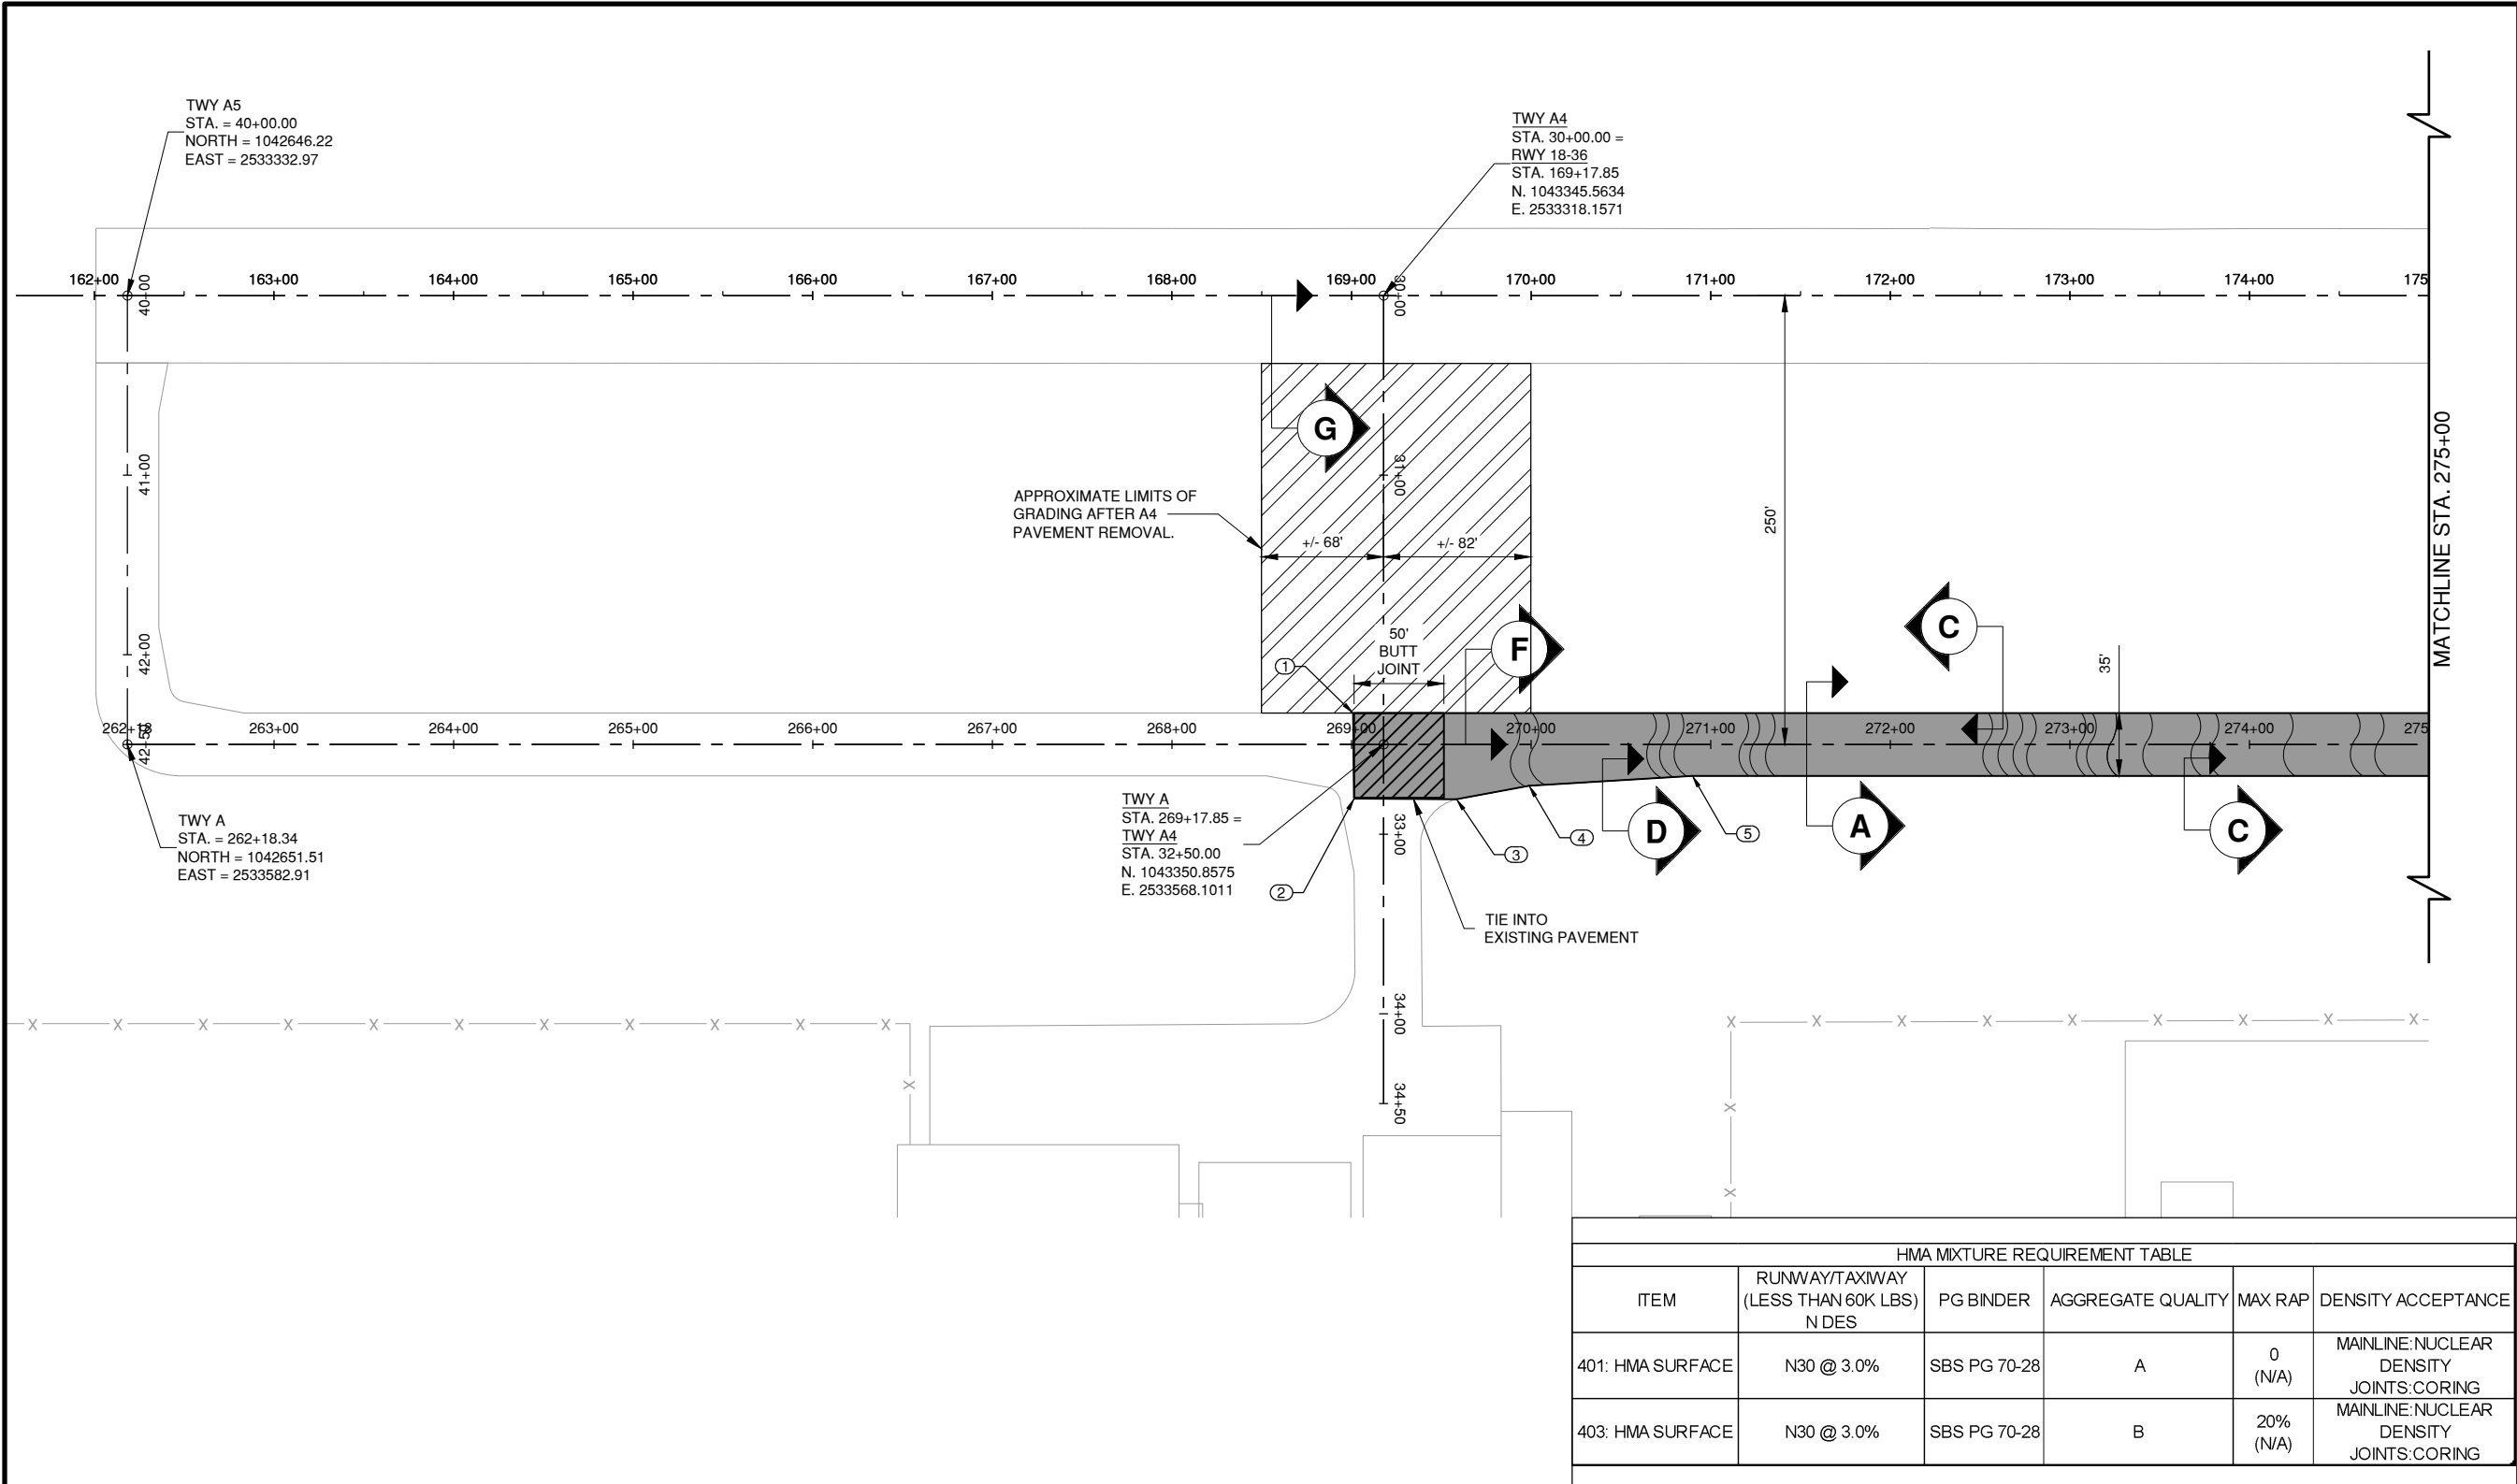 TWY A5
STA. = 40+00.00
NORTH = 1042646.22
EAST = 2533332.97
TWY A4
STA. 30+00.00 =
RWY 18-36
STA. 169+17.85
N. 1043345.5634
E. 2533318.1571
162+00
163+00
164+00
165+00
166+00
167+00
168+00
169+00
170+00
171+00
172+00
173+00
174+00
175
40+00
30+00
G
41+00
31+00
APPROXIMATE LIMITS OF
GRADING AFTER A4
PAVEMENT REMOVAL.
+/- 68'
+/- 82'
250'
MATCHLINE STA. 275+00
42+00
50'
BUTT
JOINT
F
C
35'
1
262+18
263+00
264+00
265+00
266+00
267+00
268+00
269+00
270+00
271+00
272+00
273+00
274+00
275
42+50
TWY A
STA. = 262+18.34
NORTH = 1042651.51
EAST = 2533582.91
TWY A
STA. 269+17.85 =
TWY A4
STA. 32+50.00
N. 1043350.8575
E. 2533568.1011
33+00
2
3
4
5
D
A
C
TIE INTO
EXISTING PAVEMENT
34+00
34+50
X X X X X X X X X X X
X
X X X X X X X X X
X
X
HMA MIXTURE REQUIREMENT TABLE
ITEM
RUNWAY/TAXIWAY
(LESS THAN 60K LBS)
N DES
PG BINDER
AGGREGATE QUALITY
MAX RAP
DENSITY ACCEPTANCE
401: HMA SURFACE
N30 @ 3.0%
SBS PG 70-28
A
0
(N/A)
MAINLINE:NUCLEAR
DENSITY
JOINTS:CORING
403: HMA SURFACE
N30 @ 3.0%
SBS PG 70-28
B
20%
(N/A)
MAINLINE:NUCLEAR
DENSITY
JOINTS:CORING